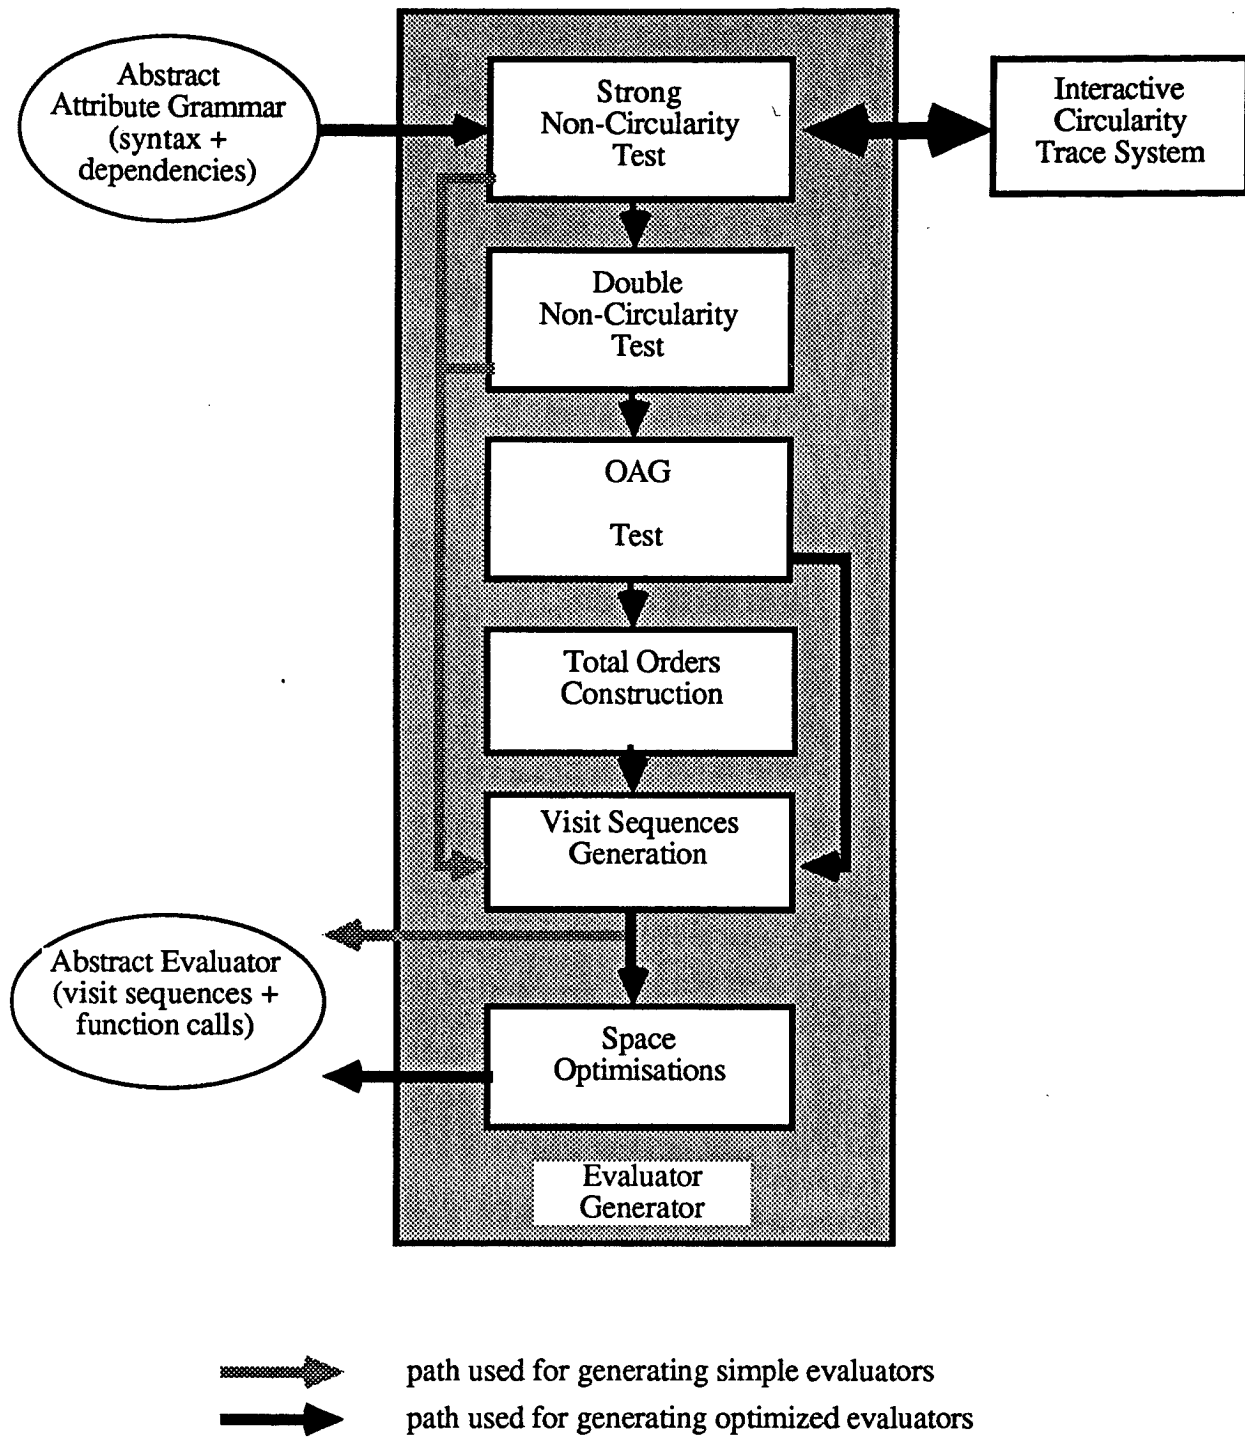 Abstract
Attribute Grammar
(syntax +
dependencies)
Strong
Non-Circularity
Test
Interactive
Circularity
Trace System
Double
Non-Circularity
Test
OAG
Test
Total Orders
Construction
Visit Sequences
Generation
Abstract Evaluator
(visit sequences +
function calls)
Space
Optimisations
Evaluator
Generator
path used for generating simple evaluators
path used for generating optimized evaluators